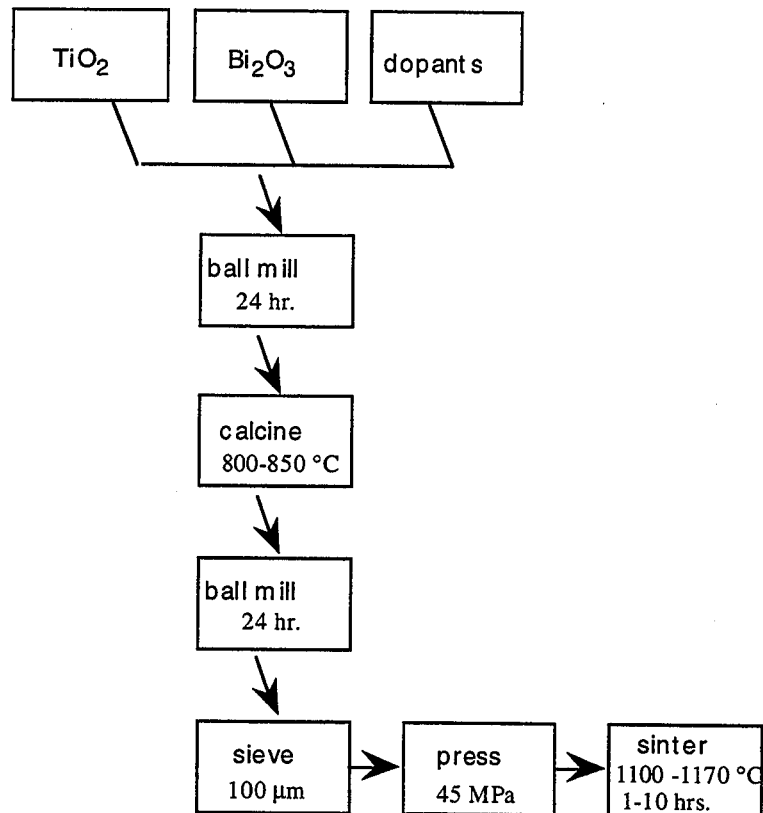 TiO₂
Bi₂O₃
dopants
ball mill
24 hr.
calcine
800-850 °C
ball mill
24 hr.
sieve
100 μm
press
45 MPa
sinter
1100 -1170 °C
1-10 hrs.